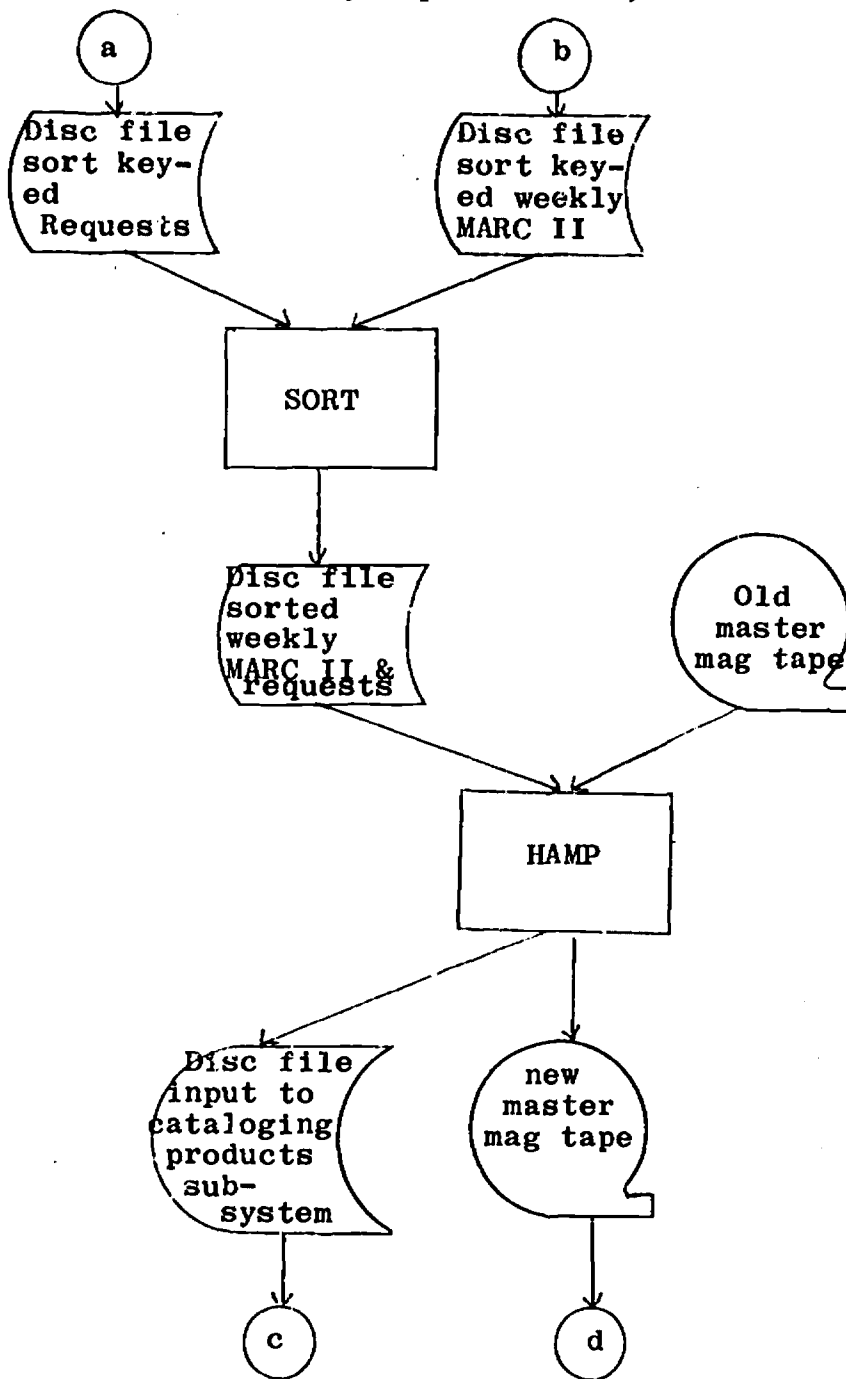 a
b
Disc file
sort key-
ed
Requests
Disc file
sort key-
ed weekly
MARC II
SORT
Disc file
sorted
weekly
MARC II &
requests
Old
master
mag tape
HAMP
Disc file
input to
cataloging
products
sub-
system
new
master
mag tape
c
d